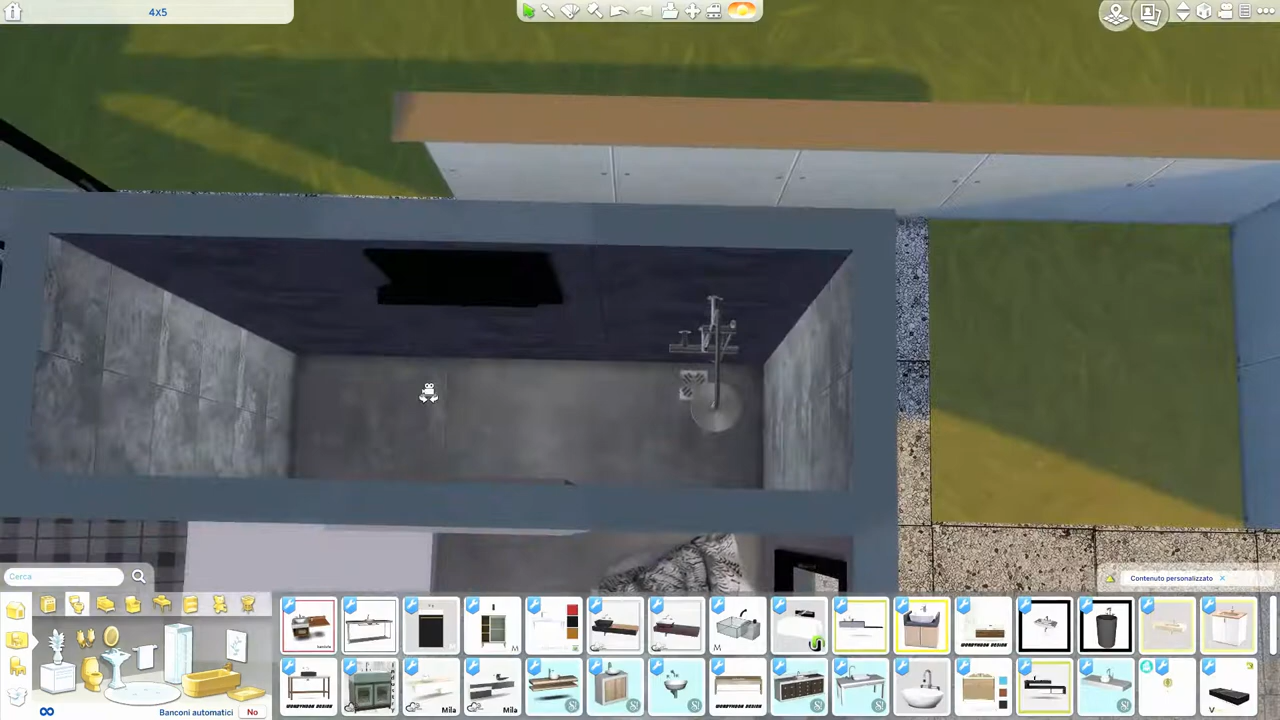 4X5
Contenuto personalizzato
Cerca
M
M
Mila
Mila
V
Banconi automatici No